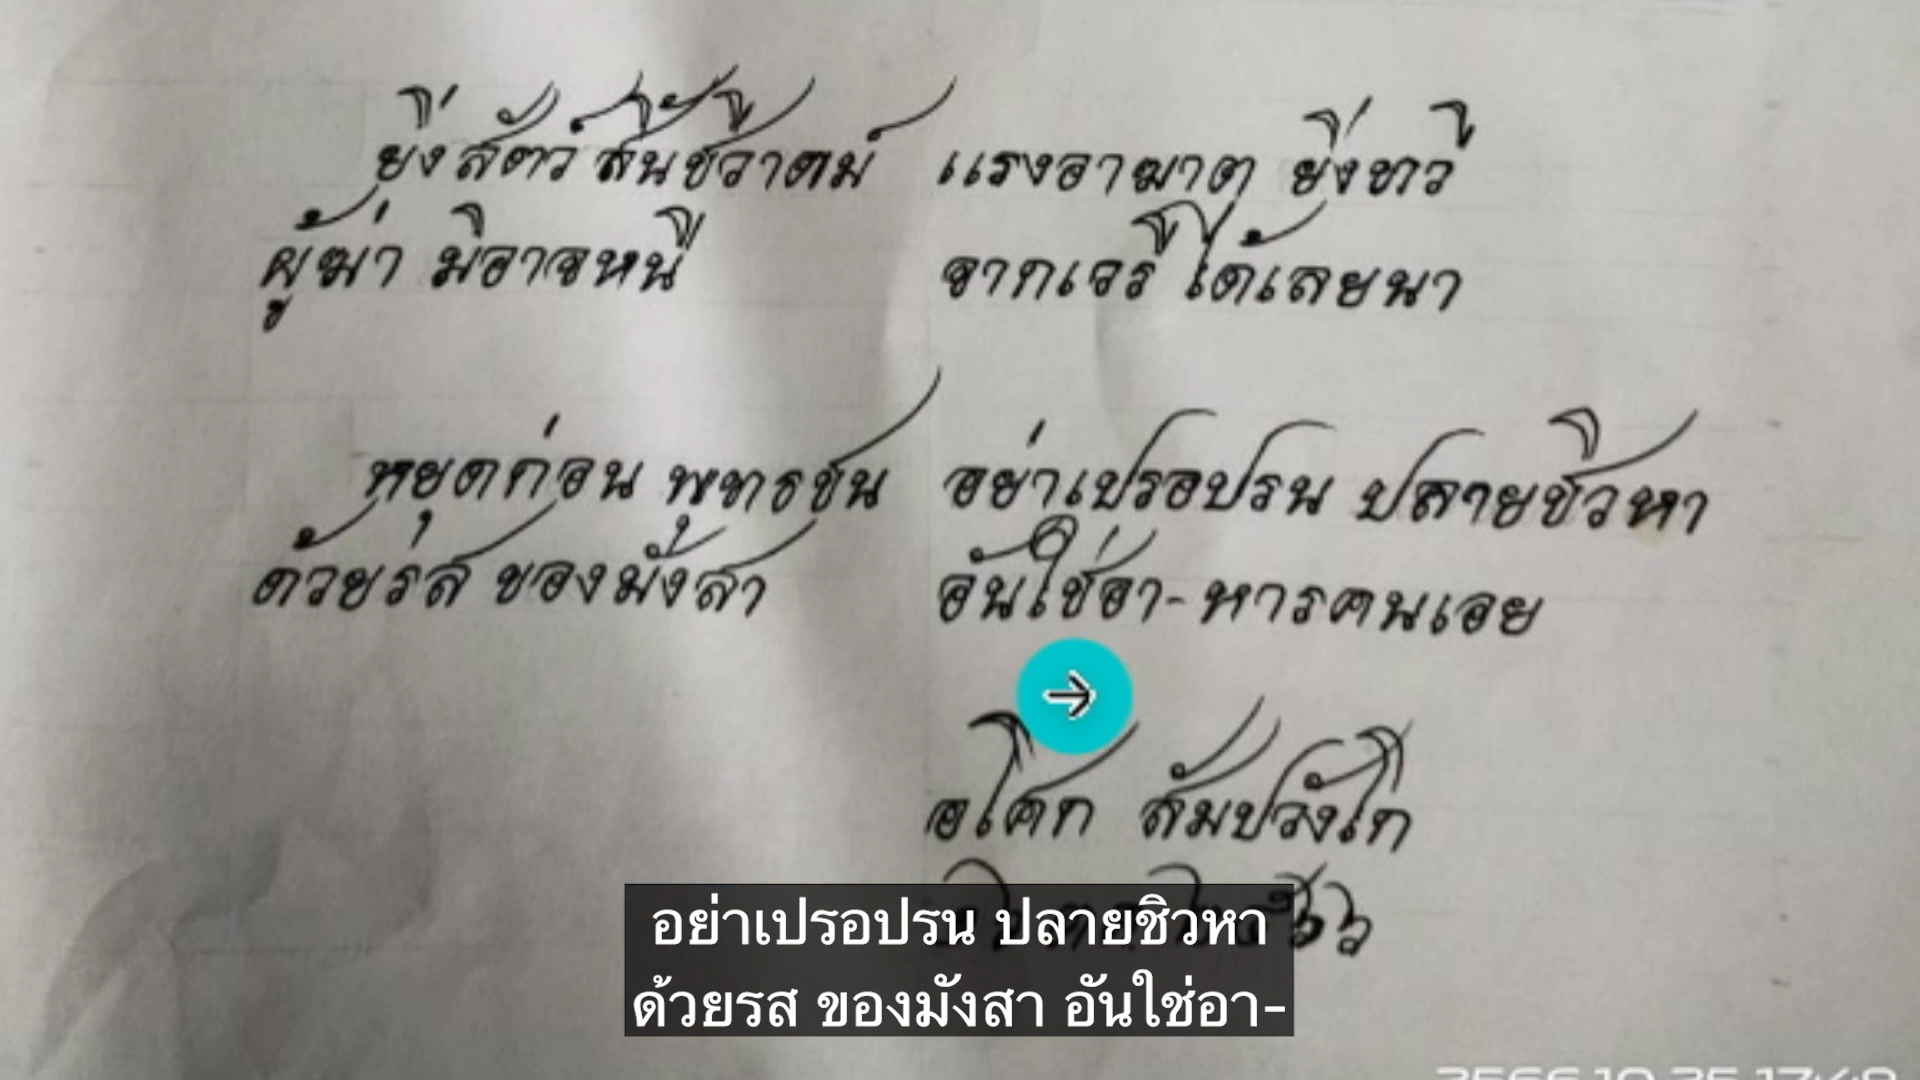 ยิ่งสัตว์ สิ้นชีวาตม์ แรงอาฆาต ยิ่งทวี
ผู้ฆ่า มิอาจหนี จากเวรี ได้เลยนา
หยุดก่อน พุทธชน อย่าเปรอปรน ปลายชิวหา
ด้วยรส ของมังสา อันใช่อา-หารคนเอย
อโศก สัมปวังโก
อย่าเปรอปรน ปลายชิวหา
ด้วยรส ของมังสา อันใช่อา-